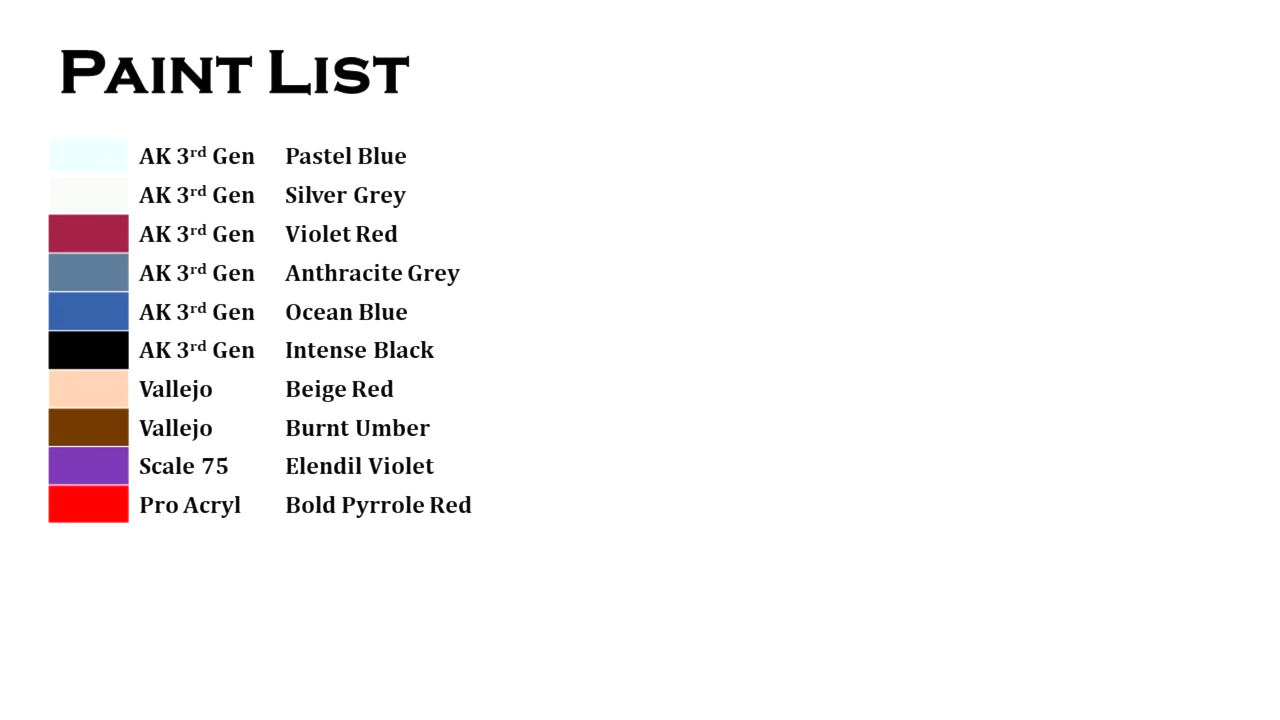 Paint List
AK 3rd Gen Pastel Blue
AK 3rd Gen Silver Grey
AK 3rd Gen Violet Red
AK 3rd Gen Anthracite Grey
AK 3rd Gen Ocean Blue
AK 3rd Gen Intense Black
Vallejo Beige Red
Vallejo Burnt Umber
Scale 75 Elendil Violet
Pro Acryl Bold Pyrrole Red